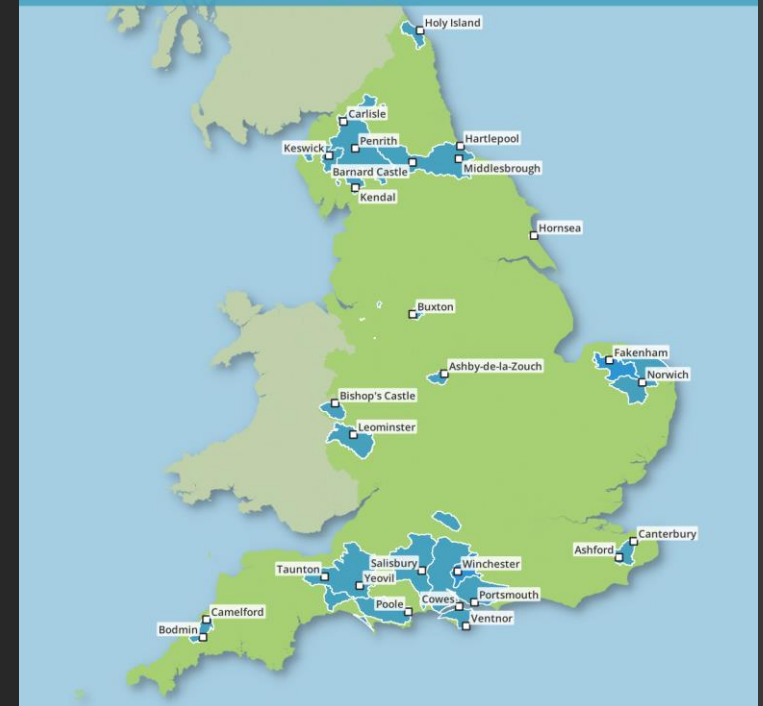 Holy Island
Carlisle
Hartlepool
Penrith
Keswick
Middlesbrough
Barnard Castle
Kendal
Hornsea
Buxton
Fakenham
Ashby-de-la-Zouch
Norwich
Bishop's Castle
Leominster
Canterbury
Ashford
Salisbury
Winchester
Taunton
Yeovil
Portsmouth
Cowes
Poole
Camelford
Ventnor
Bodmin